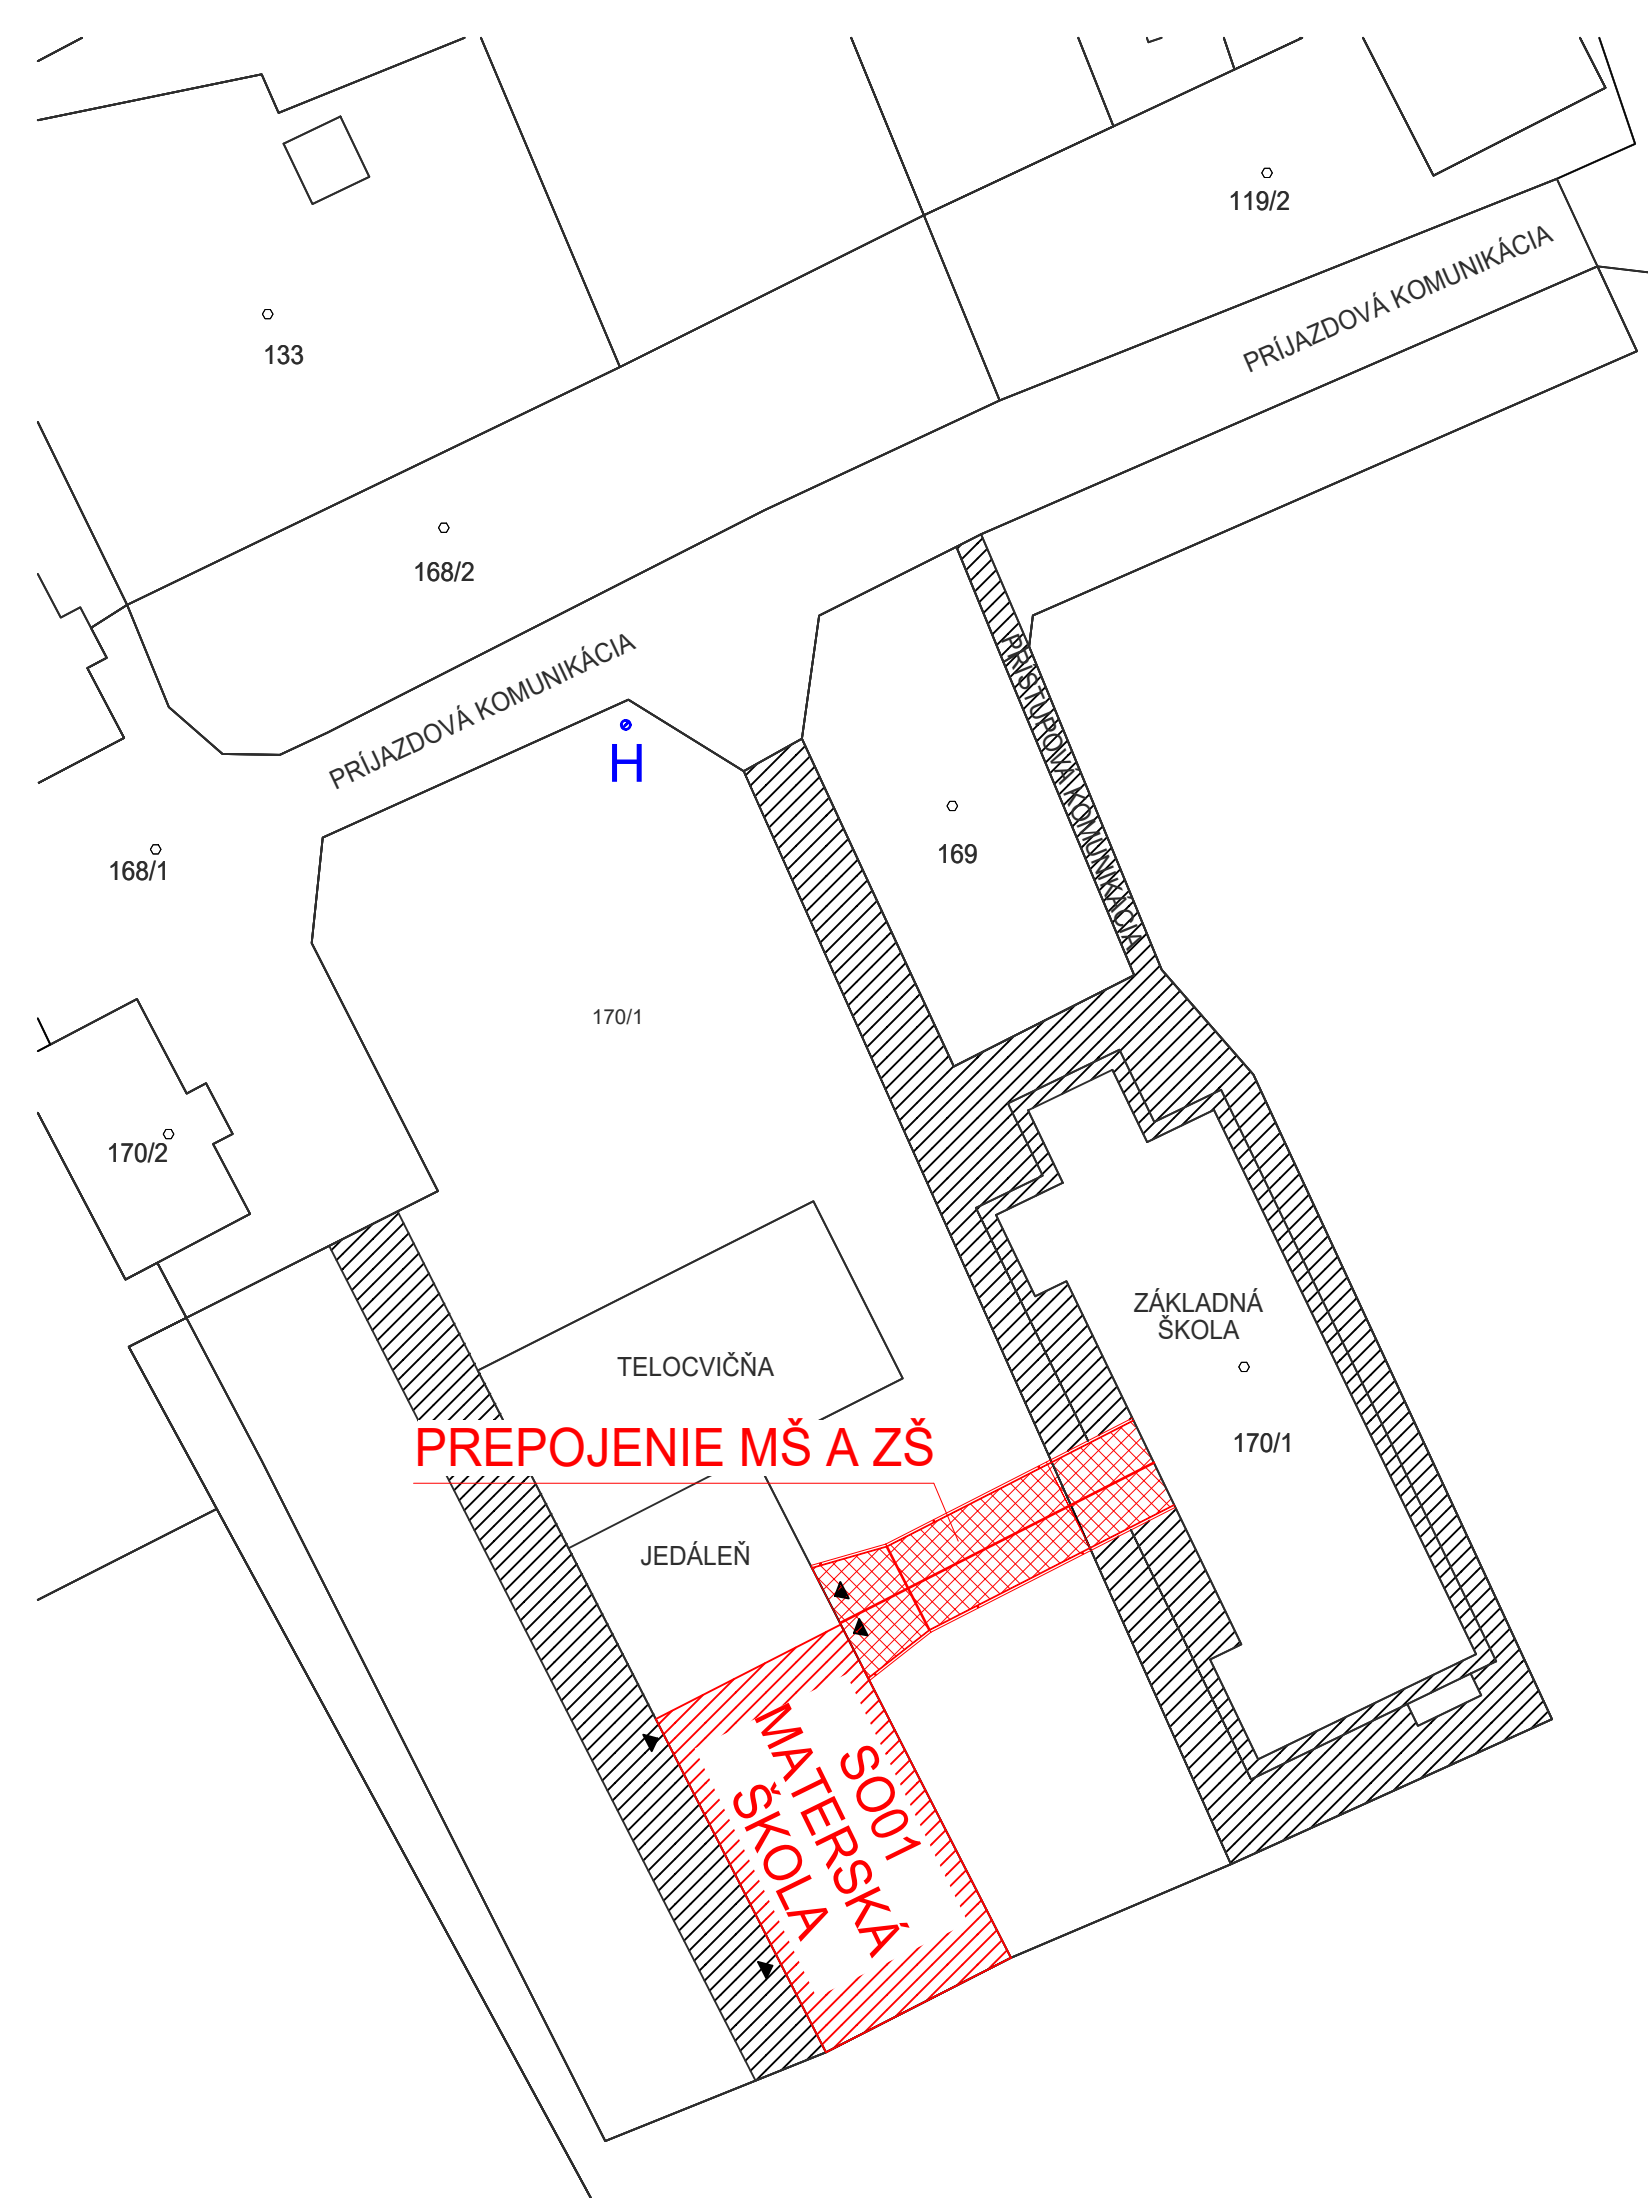 119/2
PRÍJAZDOVÁ KOMUNIKÁCIA
133
168/2
PRÍJAZDOVÁ KOMUNIKÁCIA
PRÍSTUPOVÁ KOMUNIKÁCIA
H
169
168/1
170/1
170/2
ZÁKLADNÁ
ŠKOLA
TELOCVIČŇA
PREPOJENIE MŠ A ZŠ
170/1
JEDÁLEŇ
SO01
MATERSKÁ
ŠKOLA